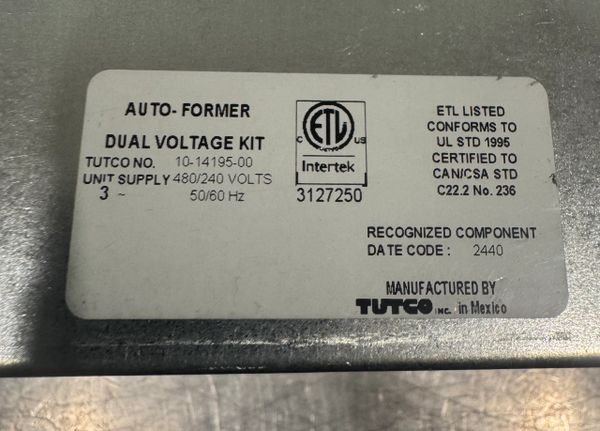 AUTO-FORMER
DUAL VOLTAGE KIT
TUTCO NO. 10-14195-00
UNIT SUPPLY 480/240 VOLTS
3 ~ 50/60 Hz
ETL
C US
Intertek
3127250
ETL LISTED
CONFORMS TO
UL STD 1995
CERTIFIED TO
CAN/CSA STD
C22.2 No. 236
RECOGNIZED COMPONENT
DATE CODE : 2440
MANUFACTURED BY
TUTCO INC. in Mexico